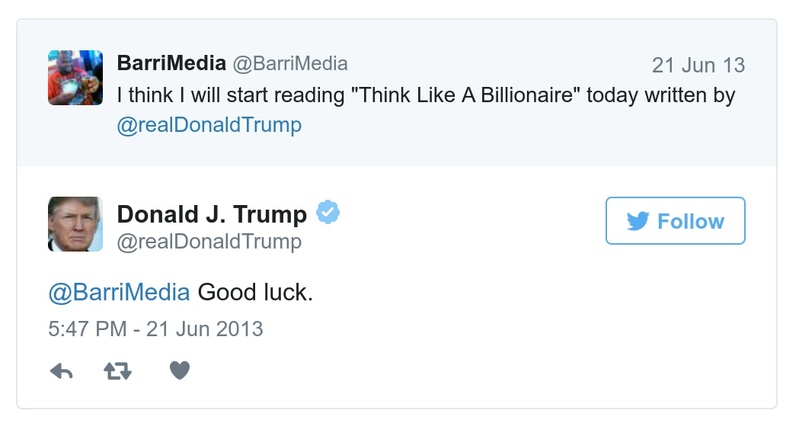 BarriMedia @BarriMedia 21 Jun 13
I think I will start reading "Think Like A Billionaire" today written by
@realDonaldTrump
Donald J. Trump
@realDonaldTrump
Follow
@BarriMedia Good luck.
5:47 PM - 21 Jun 2013